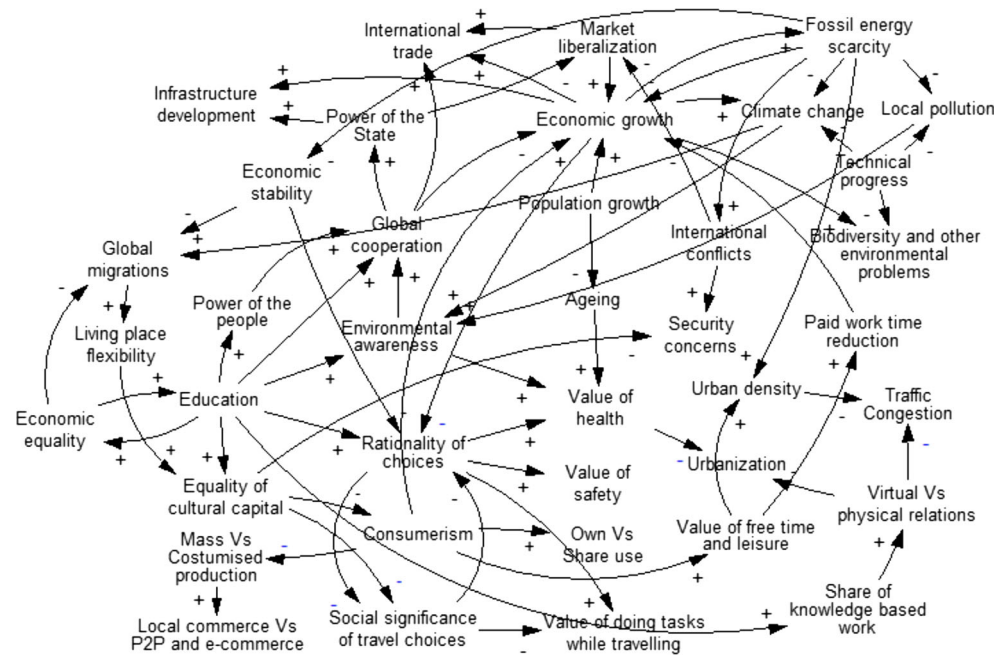 International
trade
Market
liberalization
Fossil energy
scarcity
Infrastructure
development
Power of the
State
Economic growth
Climate change
Local pollution
Economic
stability
Technical
progress
Population growth
Global
cooperation
International
conflicts
Biodiversity and other
environmental
problems
Global
migrations
Ageing
Power of the
people
Living place
flexibility
Environmental
awareness
Security
concerns
Paid work time
reduction
Economic
equality
Education
Value of
health
Urban density
Traffic
Congestion
Rationality of
choices
Equality of
cultural capital
Value of
safety
Urbanization
Virtual Vs
physical relations
Mass Vs
Costumised
production
Consumerism
Own Vs
Share use
Value of free time
and leisure
Local commerce Vs
P2P and e-commerce
Social significance
of travel choices
Value of doing tasks
while travelling
Share of
knowledge based
work